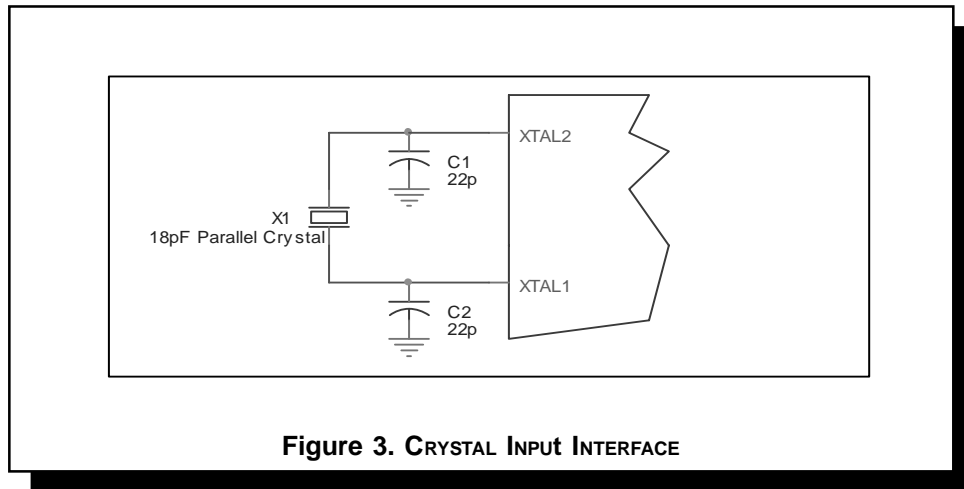 XTAL2
C1
22p
X1
18pF Parallel Crystal
XTAL1
C2
22p
Figure 3. CRYSTAL INPUt INTERFACE